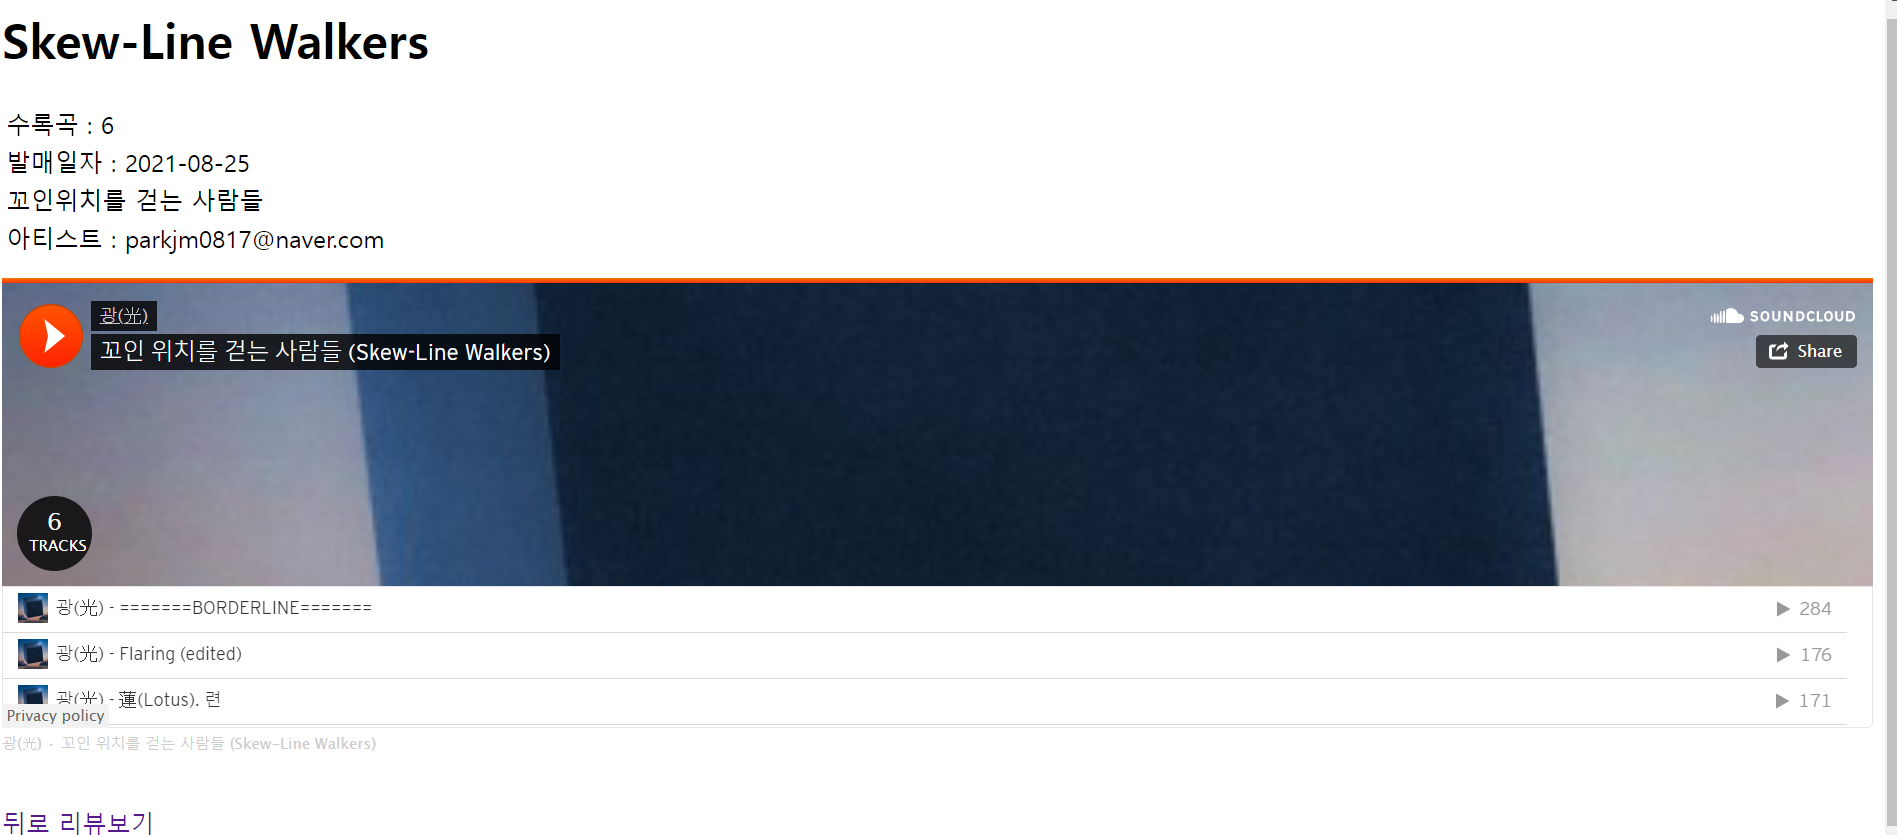 Skew-Line Walkers
수록곡 : 6
발매일자 : 2021-08-25
꼬인위치를 걷는 사람들
아티스트 : parkjm0817@naver.com
광(光)
꼬인 위치를 걷는 사람들 (Skew-Line Walkers)
SOUNDCLOUD
Share
6
TRACKS
광(光) - =======BORDERLINE======= 284
광(光) - Flaring (edited) 176
광(光) - 蓮(Lotus). 련 171
Privacy policy
광(光) · 꼬인 위치를 걷는 사람들 (Skew-Line Walkers)
뒤로 리뷰보기